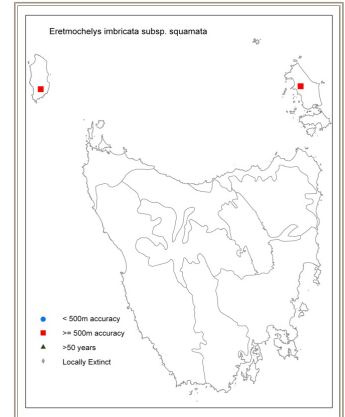 Eretmochelys imbricata subsp. squamata
< 500m accuracy
>= 500m accuracy
>50 years
Locally Extinct